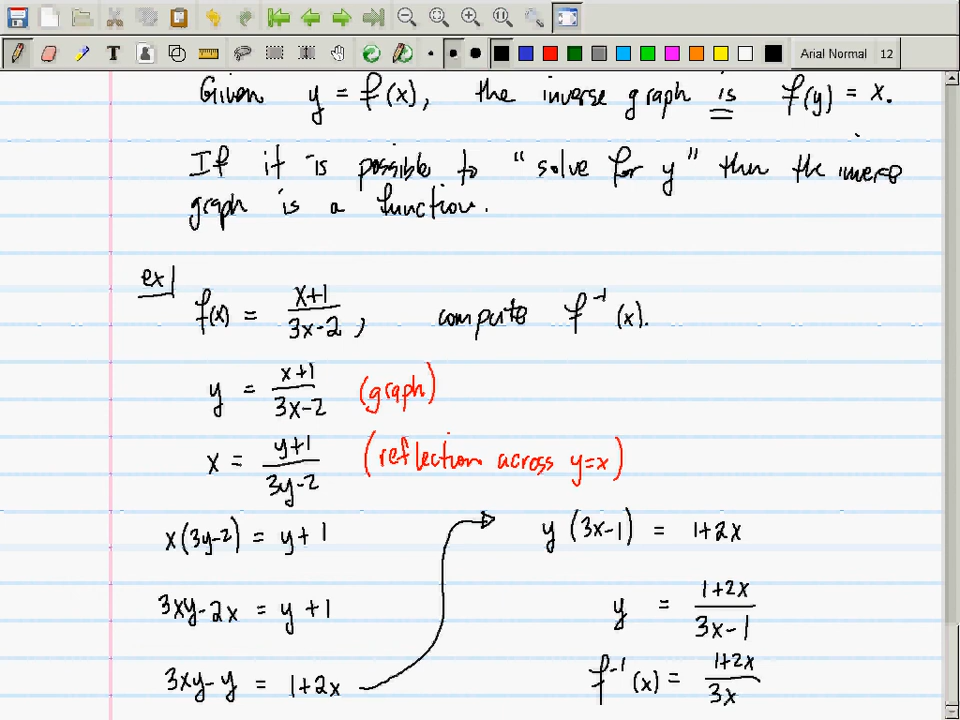 Arial Normal 12
Given y = f(x), the inverse graph is f(y) = x.
If it is possible to "solve for y" then the inverse
graph is a function.
ex1 f(x) = (x+1)/(3x-2), compute f⁻¹(x).
y = (x+1)/(3x-2) (graph)
x = (y+1)/(3y-2) (reflection across y=x)
x(3y-2) = y+1
3xy-2x = y+1
3xy-y = 1+2x
y(3x-1) = 1+2x
y = (1+2x)/(3x-1)
f⁻¹(x) = (1+2x)/(3x